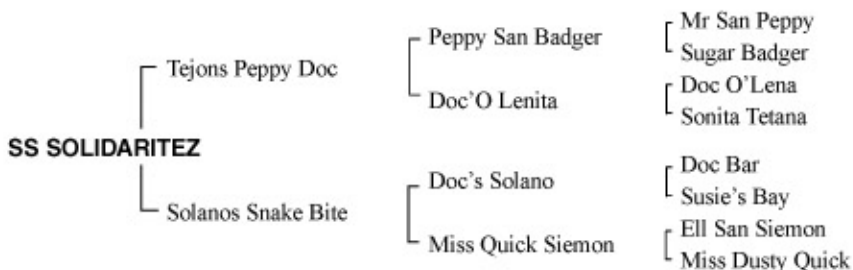 Mr San Peppy
Peppy San Badger
Sugar Badger
Tejons Peppy Doc
Doc O'Lena
Doc'O Lenita
Sonita Tetana
SS SOLIDARITEZ
Doc Bar
Doc's Solano
Susie's Bay
Solanos Snake Bite
Ell San Siemon
Miss Quick Siemon
Miss Dusty Quick